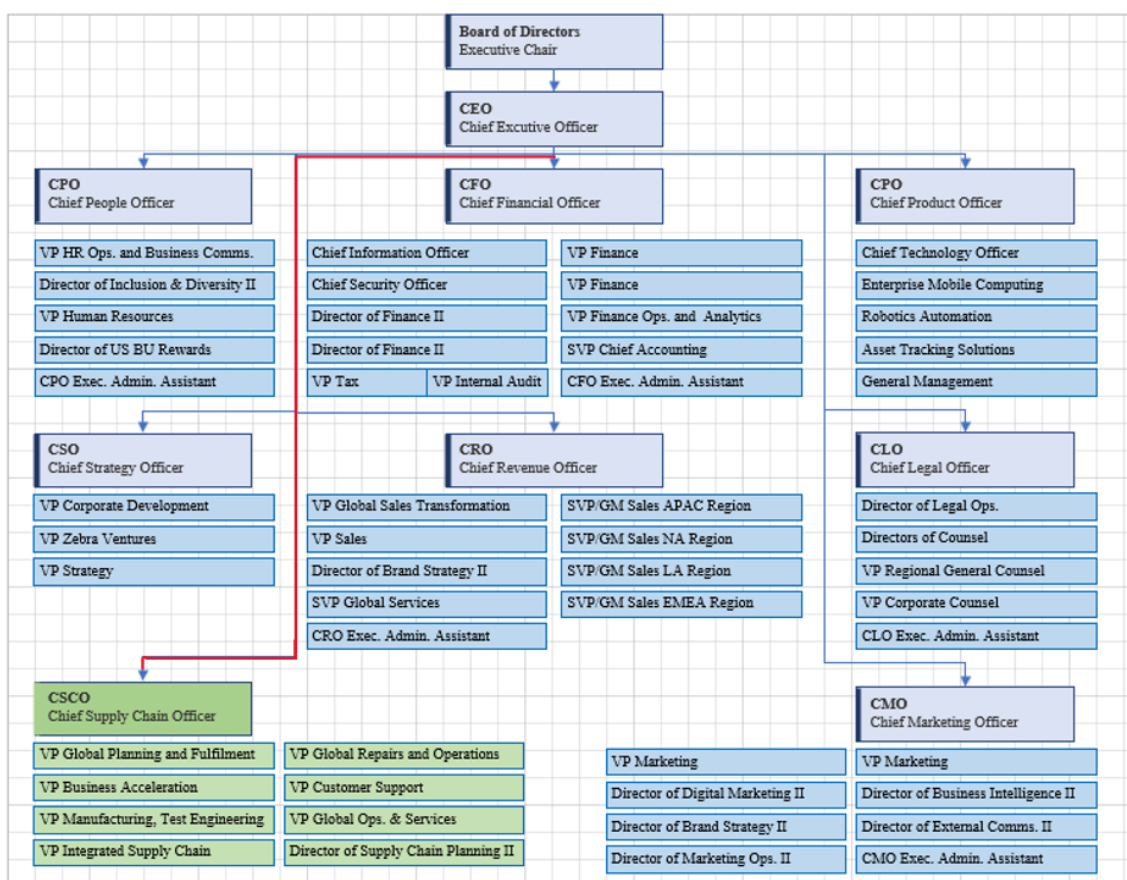 Board of Directors
Executive Chair
CEO
Chief Excutive Officer
CPO
Chief People Officer
VP HR Ops. and Business Comms.
Director of Inclusion & Diversity II
VP Human Resources
Director of US BU Rewards
CPO Exec. Admin. Assistant
CFO
Chief Financial Officer
Chief Information Officer
Chief Security Officer
Director of Finance II
Director of Finance II
VP Tax
VP Internal Audit
VP Finance
VP Finance
VP Finance Ops. and Analytics
SVP Chief Accounting
CFO Exec. Admin. Assistant
CPO
Chief Product Officer
Chief Technology Officer
Enterprise Mobile Computing
Robotics Automation
Asset Tracking Solutions
General Management
CSO
Chief Strategy Officer
VP Corporate Development
VP Zebra Ventures
VP Strategy
CRO
Chief Revenue Officer
VP Global Sales Transformation
VP Sales
Director of Brand Strategy II
SVP Global Services
CRO Exec. Admin. Assistant
SVP/GM Sales APAC Region
SVP/GM Sales NA Region
SVP/GM Sales LA Region
SVP/GM Sales EMEA Region
CLO
Chief Legal Officer
Director of Legal Ops.
Directors of Counsel
VP Regional General Counsel
VP Corporate Counsel
CLO Exec. Admin. Assistant
CSCO
Chief Supply Chain Officer
VP Global Planning and Fulfilment
VP Business Acceleration
VP Manufacturing, Test Engineering
VP Integrated Supply Chain
VP Global Repairs and Operations
VP Customer Support
VP Global Ops. & Services
Director of Supply Chain Planning II
CMO
Chief Marketing Officer
VP Marketing
Director of Digital Marketing II
Director of Brand Strategy II
Director of Marketing Ops. II
VP Marketing
Director of Business Intelligence II
Director of External Comms. II
CMO Exec. Admin. Assistant